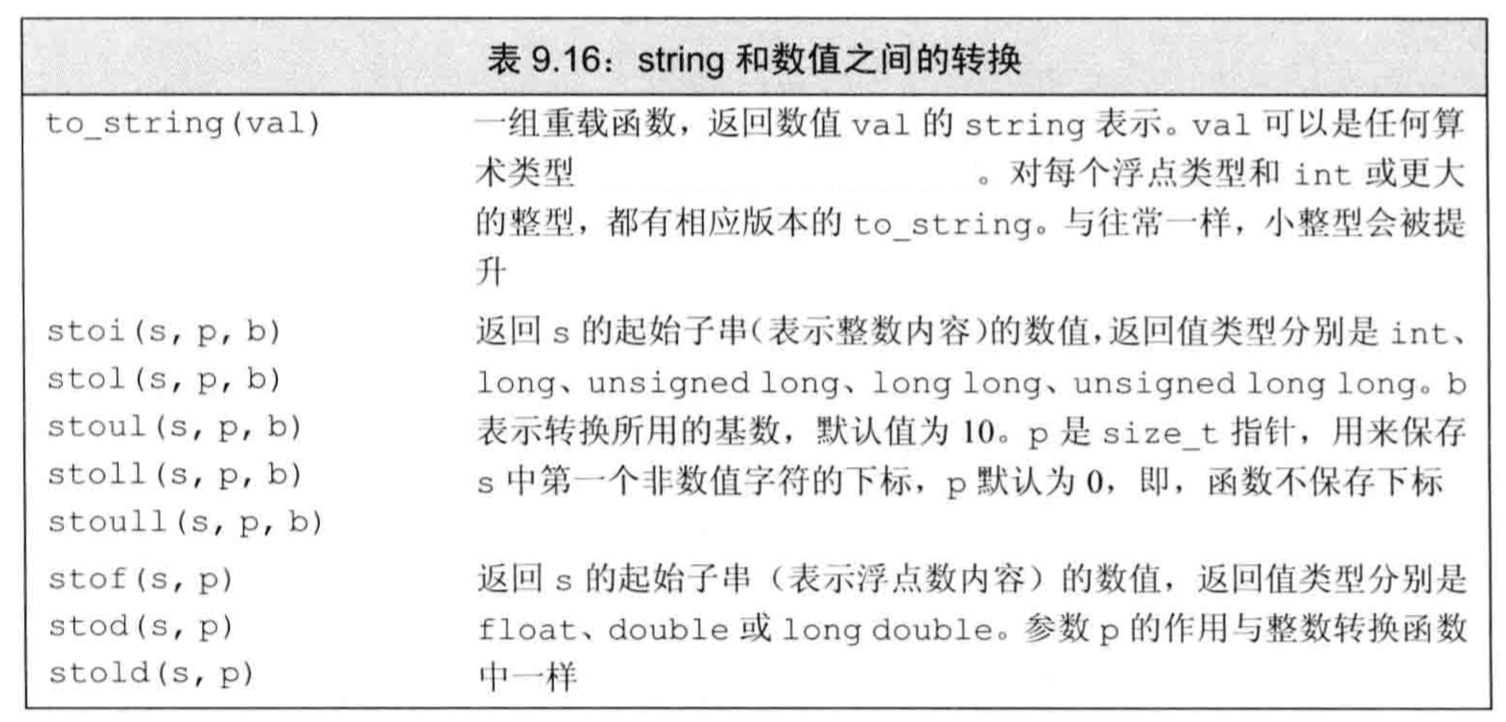 表 9.16：string 和数值之间的转换
to_string(val) 一组重载函数，返回数值 val 的 string 表示。val 可以是任何算
术类型 。对每个浮点类型和 int 或更大
的整型，都有相应版本的 to_string。与往常一样，小整型会被提
升
stoi(s, p, b) 返回 s 的起始子串（表示整数内容）的数值，返回值类型分别是 int、
stol(s, p, b) long、unsigned long、long long、unsigned long long。b
stoul(s, p, b) 表示转换所用的基数，默认值为 10。p 是 size_t 指针，用来保存
stoll(s, p, b) s 中第一个非数值字符的下标，p 默认为 0，即，函数不保存下标
stoull(s, p, b)
stof(s, p) 返回 s 的起始子串（表示浮点数内容）的数值，返回值类型分别是
stod(s, p) float、double 或 long double。参数 p 的作用与整数转换函数
stold(s, p) 中一样